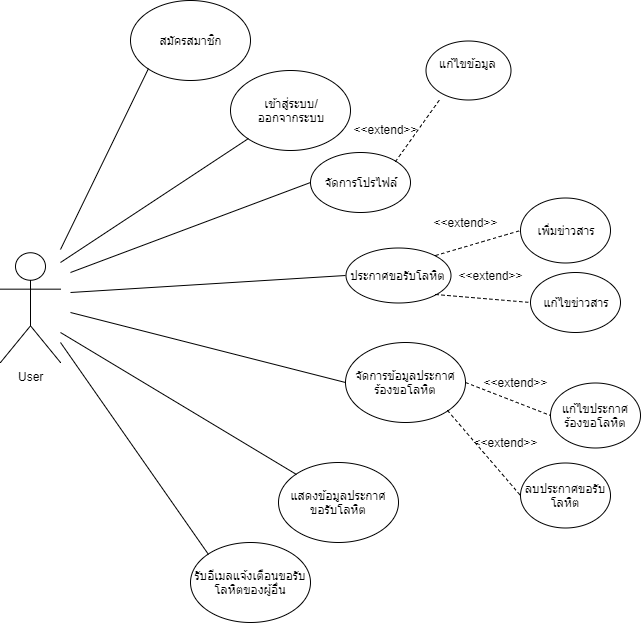 สมัครสมาชิก
แก้ไขข้อมูล
เข้าสู่ระบบ/
ออกจากระบบ
<<extend>>
จัดการโปรไฟล์
<<extend>>
เพิ่มข่าวสาร
ประกาศขอรับโลหิต
<<extend>>
แก้ไขข่าวสาร
User
จัดการข้อมูลประกาศ
ร้องขอโลหิต
<<extend>>
แก้ไขประกาศ
ร้องขอโลหิต
<<extend>>
แสดงข้อมูลประกาศ
ขอรับโลหิต
ลบประกาศขอรับ
โลหิต
รับอีเมลแจ้งเตือนขอรับ
โลหิตของผู้อื่น